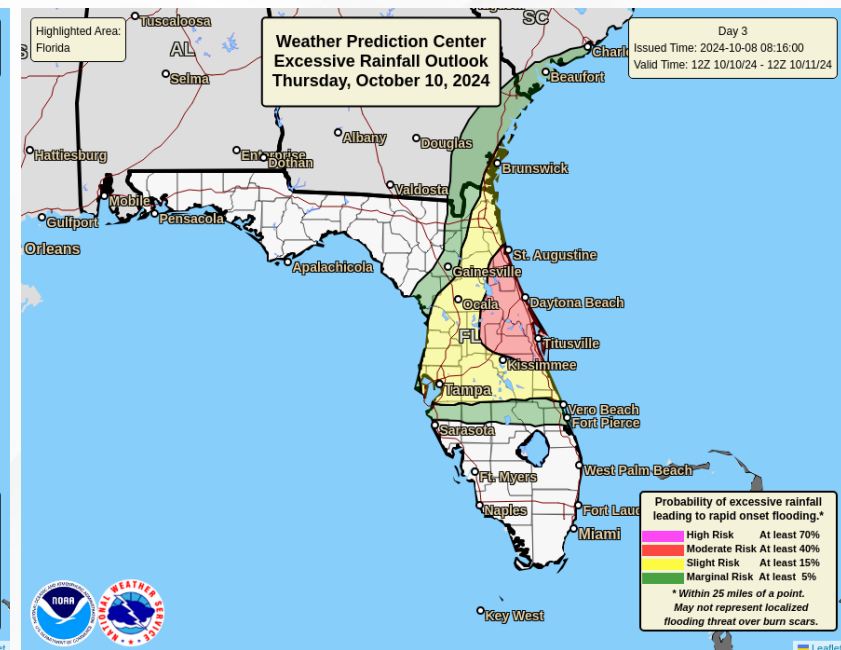 Highlighted Area:
Florida
Weather Prediction Center
Excessive Rainfall Outlook
Thursday, October 10, 2024
Day 3
Issued Time: 2024-10-08 08:16:00
Valid Time: 12Z 10/10/24 - 12Z 10/11/24
Tuscaloosa
SC
AL
Charle
Selma
Beaufort
Albany
Douglas
Hattiesburg
Enterprise
Dothan
Brunswick
Valdosta
Mobile
Pensacola
Gulfport
Orleans
St. Augustine
Apalachicola
Gainesville
Ocala
Daytona Beach
FL
Titusville
Kissimmee
Tampa
Vero Beach
Fort Pierce
Sarasota
West Palm Beach
Ft. Myers
Naples
Fort Laud
Miami
Key West
Probability of excessive rainfall
leading to rapid onset flooding.*
High Risk At least 70%
Moderate Risk At least 40%
Slight Risk At least 15%
Marginal Risk At least 5%
* Within 25 miles of a point.
May not represent localized
flooding threat over burn scars.
NOAA
NATIONAL WEATHER SERVICE
Leaflet